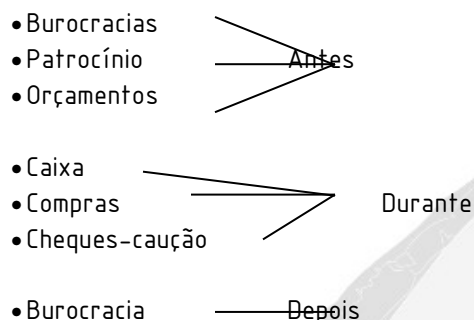 • Burocracias
• Patrocínio Antes
• Orçamentos
• Caixa
• Compras Durante
• Cheques-caução
• Burocracia Depois